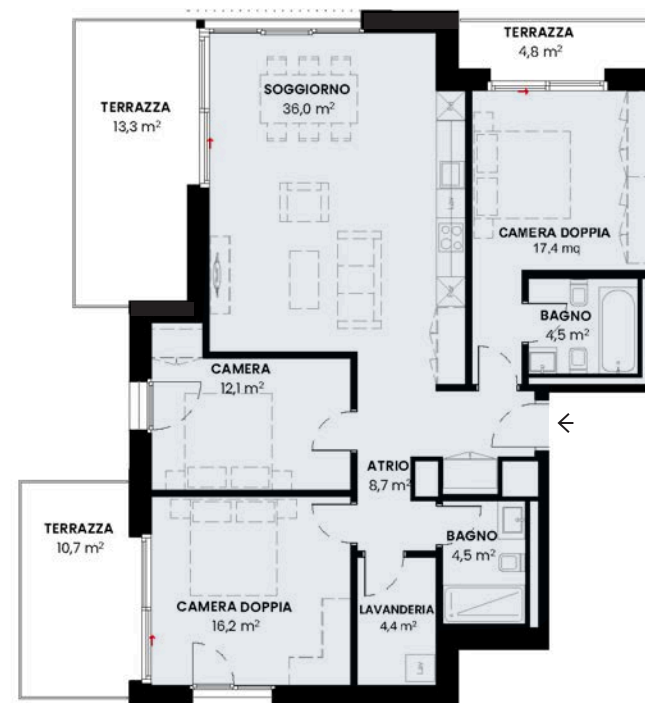 TERRAZZA
4,8 m²
SOGGIORNO
36,0 m²
TERRAZZA
13,3 m²
Lav
CAMERA DOPPIA
17,4 mq
BAGNO
4,5 m²
CAMERA
12,1 m²
ATRIO
8,7 m²
TERRAZZA
10,7 m²
BAGNO
4,5 m²
CAMERA DOPPIA
16,2 m²
LAVANDERIA
4,4 m²
Lav